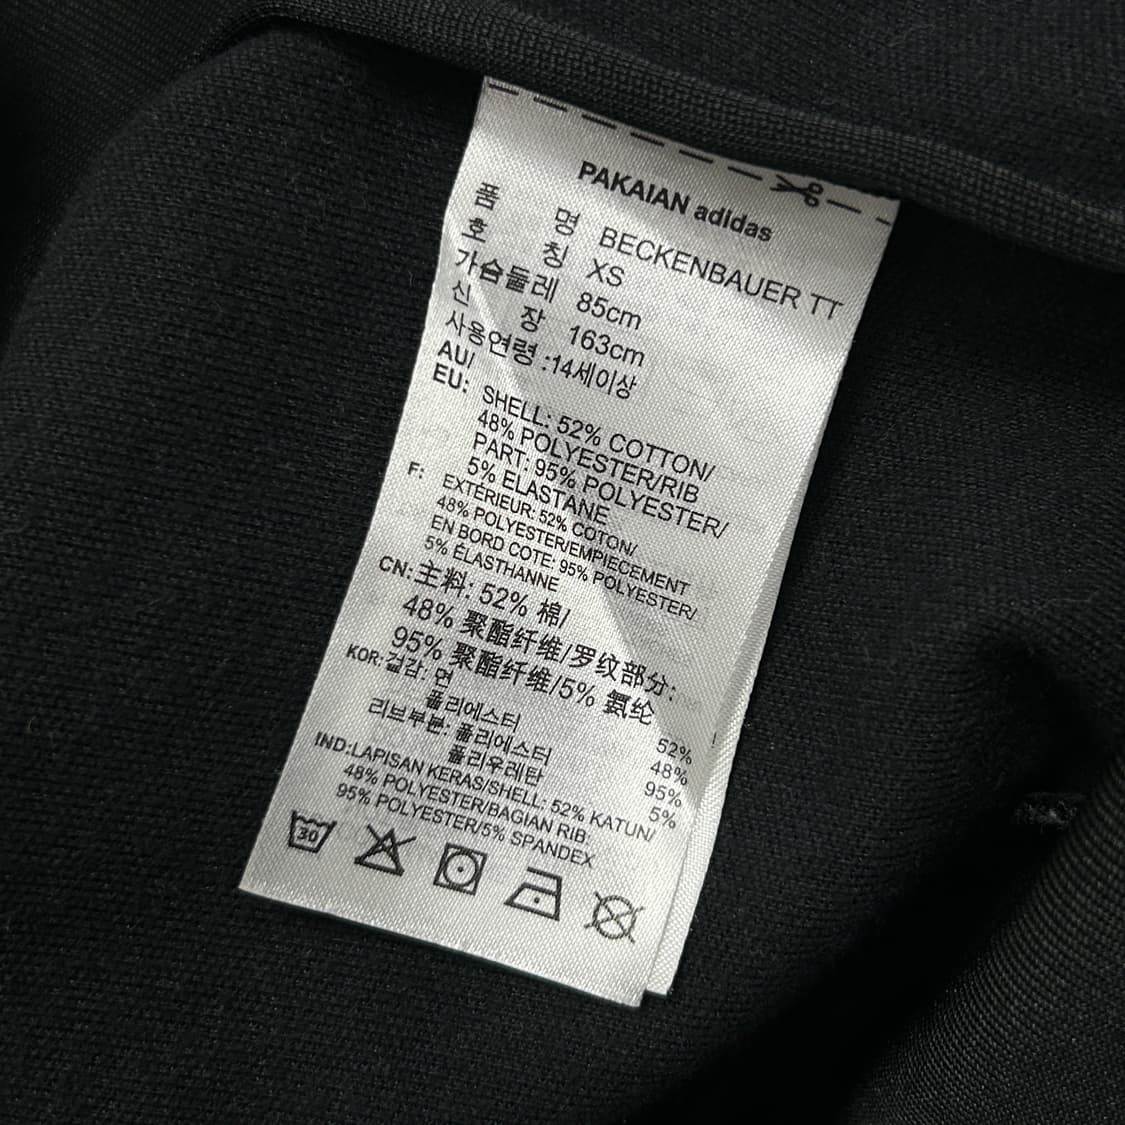 PAKAIAN adidas
품 명 BECKENBAUER TT
호 칭 XS
가슴둘레 85cm
신 장 163cm
사용연령 :14세이상
AU/
EU: SHELL: 52% COTTON/
48% POLYESTER/RIB
PART: 95% POLYESTER/
5% ELASTANE
F: EXTÉRIEUR: 52% COTON/
48% POLYESTER/EMPIECEMENT
EN BORD COTE: 95% POLYESTER/
5% ÉLASTHANNE
CN: 主料: 52% 棉/
48% 聚酯纤维/罗纹部分:
95% 聚酯纤维/5% 氨纶
KOR: 겉감: 면 52%
폴리에스터 48%
리브부분: 폴리에스터 95%
폴리우레탄 5%
IND:LAPISAN KERAS/SHELL: 52% KATUN/
48% POLYESTER/BAGIAN RIB:
95% POLYESTER/5% SPANDEX
30